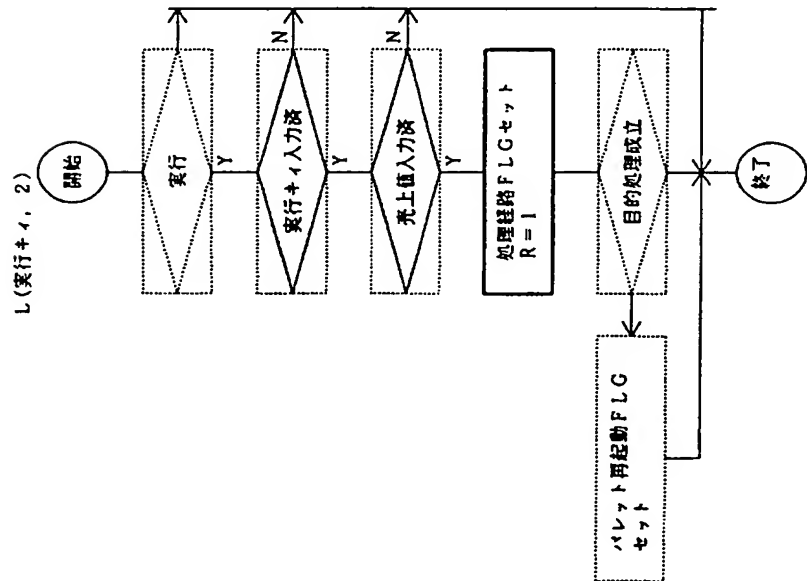 L(実行キィ, 2)
開始
実行
Y
実行キィ入力済
N
Y
売上値入力済
N
Y
処理経路FLGセット
R=1
目的処理成立
パレット再起動FLG
セット
終了